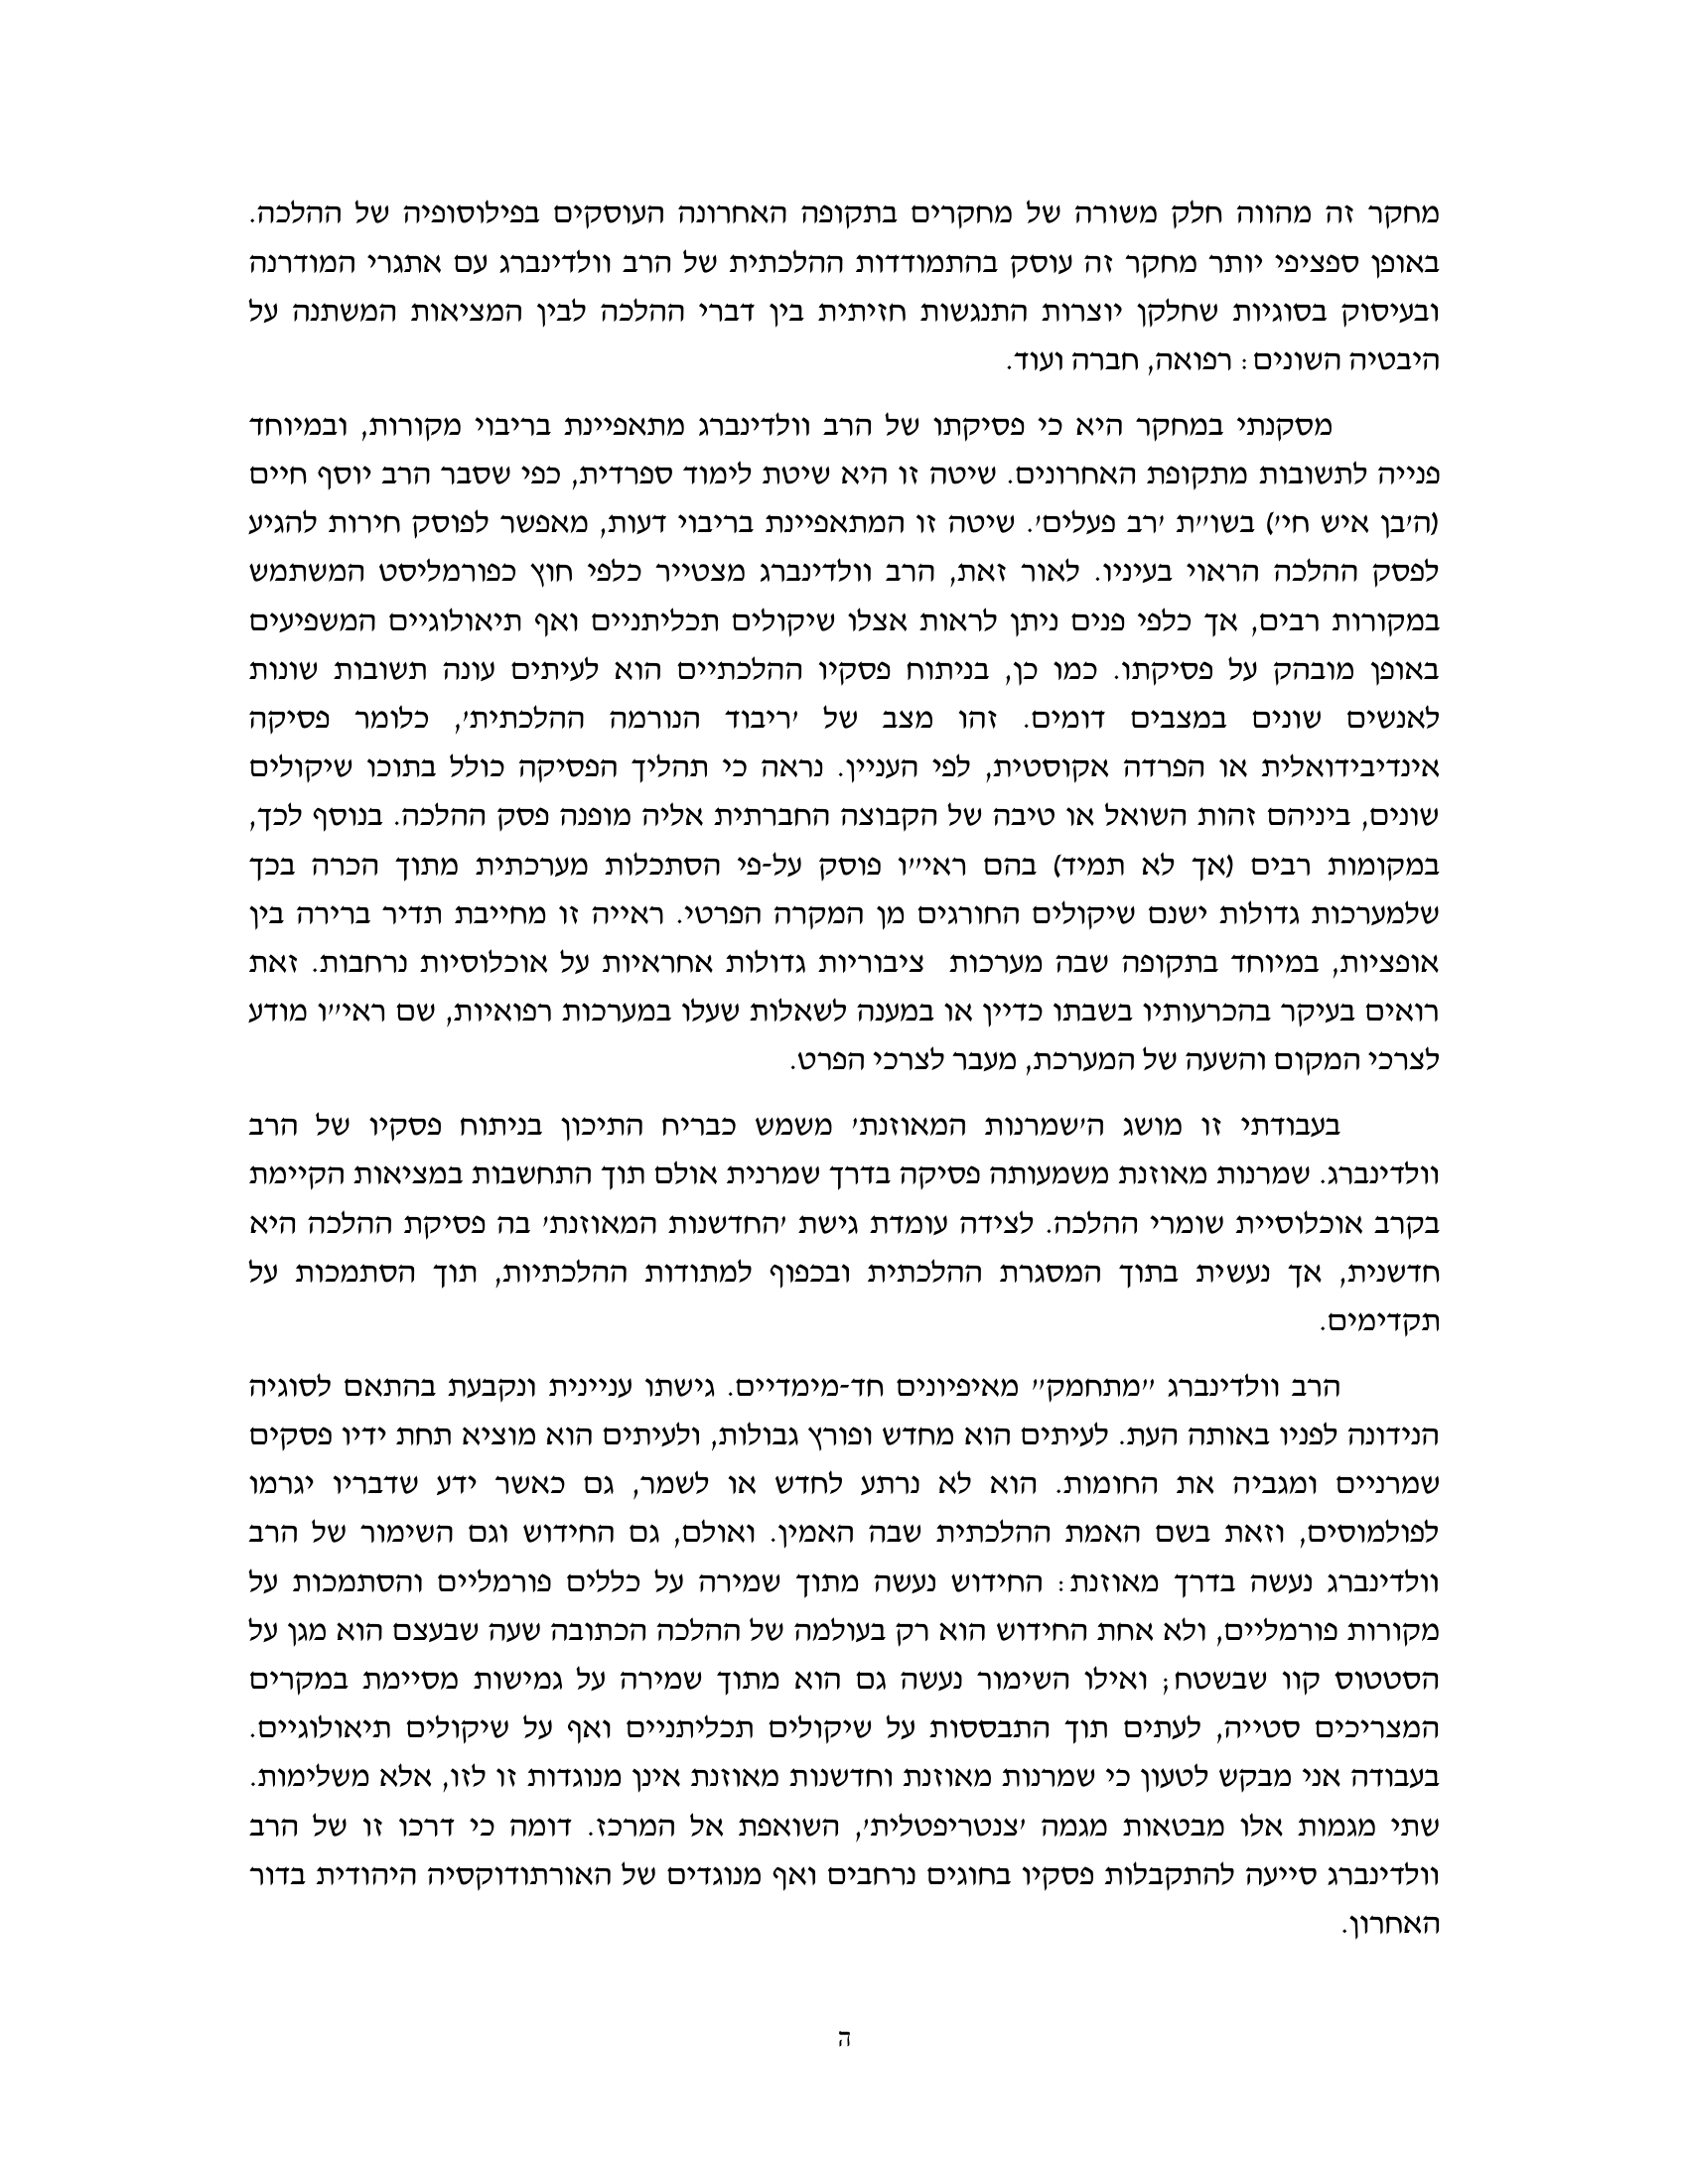 מחקר זה מהווה חלק משורה של מחקרים בתקופה האחרונה העוסקים בפילוסופיה של ההלכה.
באופן ספציפי יותר מחקר זה עוסק בהתמודדות ההלכתית של הרב וולדינברג עם אתגרי המודרנה
ובעיסוק בסוגיות שחלקן יוצרות התנגשות חזיתית בין דברי ההלכה לבין המציאות המשתנה על
היבטיה השונים: רפואה, חברה ועוד.
מסקנתי במחקר היא כי פסיקתו של הרב וולדינברג מתאפיינת בריבוי מקורות, ובמיוחד
פנייה לתשובות מתקופת האחרונים. שיטה זו היא שיטת לימוד ספרדית, כפי שסבר הרב יוסף חיים
(ה'בן איש חי') בשו"ת 'רב פעלים'. שיטה זו המתאפיינת בריבוי דעות, מאפשר לפוסק חירות להגיע
לפסק ההלכה הראוי בעיניו. לאור זאת, הרב וולדינברג מצטייר כלפי חוץ כפורמליסט המשתמש
במקורות רבים, אך כלפי פנים ניתן לראות אצלו שיקולים תכליתניים ואף תיאולוגיים המשפיעים
באופן מובהק על פסיקתו. כמו כן, בניתוח פסקיו ההלכתיים הוא לעיתים עונה תשובות שונות
לאנשים שונים במצבים דומים. זהו מצב של 'ריבוד הנורמה ההלכתית', כלומר פסיקה
אינדיבידואלית או הפרדה אקוסטית, לפי העניין. נראה כי תהליך הפסיקה כולל בתוכו שיקולים
שונים, ביניהם זהות השואל או טיבה של הקבוצה החברתית אליה מופנה פסק ההלכה. בנוסף לכך,
במקומות רבים (אך לא תמיד) בהם ראי"ו פוסק על-פי הסתכלות מערכתית מתוך הכרה בכך
שלמערכות גדולות ישנם שיקולים החורגים מן המקרה הפרטי. ראייה זו מחייבת תדיר ברירה בין
אופציות, במיוחד בתקופה שבה מערכות  ציבוריות גדולות אחראיות על אוכלוסיות נרחבות. זאת
רואים בעיקר בהכרעותיו בשבתו כדיין או במענה לשאלות שעלו במערכות רפואיות, שם ראי"ו מודע
לצרכי המקום והשעה של המערכת, מעבר לצרכי הפרט.
בעבודתי זו מושג ה'שמרנות המאוזנת' משמש כבריח התיכון בניתוח פסקיו של הרב
וולדינברג. שמרנות מאוזנת משמעותה פסיקה בדרך שמרנית אולם תוך התחשבות במציאות הקיימת
בקרב אוכלוסיית שומרי ההלכה. לצידה עומדת גישת 'החדשנות המאוזנת' בה פסיקת ההלכה היא
חדשנית, אך נעשית בתוך המסגרת ההלכתית ובכפוף למתודות ההלכתיות, תוך הסתמכות על
תקדימים.
הרב וולדינברג "מתחמק" מאיפיונים חד-מימדיים. גישתו עניינית ונקבעת בהתאם לסוגיה
הנידונה לפניו באותה העת. לעיתים הוא מחדש ופורץ גבולות, ולעיתים הוא מוציא תחת ידיו פסקים
שמרניים ומגביה את החומות. הוא לא נרתע לחדש או לשמר, גם כאשר ידע שדבריו יגרמו
לפולמוסים, וזאת בשם האמת ההלכתית שבה האמין. ואולם, גם החידוש וגם השימור של הרב
וולדינברג נעשה בדרך מאוזנת: החידוש נעשה מתוך שמירה על כללים פורמליים והסתמכות על
מקורות פורמליים, ולא אחת החידוש הוא רק בעולמה של ההלכה הכתובה שעה שבעצם הוא מגן על
הסטטוס קוו שבשטח; ואילו השימור נעשה גם הוא מתוך שמירה על גמישות מסיימת במקרים
המצריכים סטייה, לעתים תוך התבססות על שיקולים תכליתניים ואף על שיקולים תיאולוגיים.
בעבודה אני מבקש לטעון כי שמרנות מאוזנת וחדשנות מאוזנת אינן מנוגדות זו לזו, אלא משלימות.
שתי מגמות אלו מבטאות מגמה 'צנטריפטלית', השואפת אל המרכז. דומה כי דרכו זו של הרב
וולדינברג סייעה להתקבלות פסקיו בחוגים נרחבים ואף מנוגדים של האורתודוקסיה היהודית בדור
האחרון.
ה